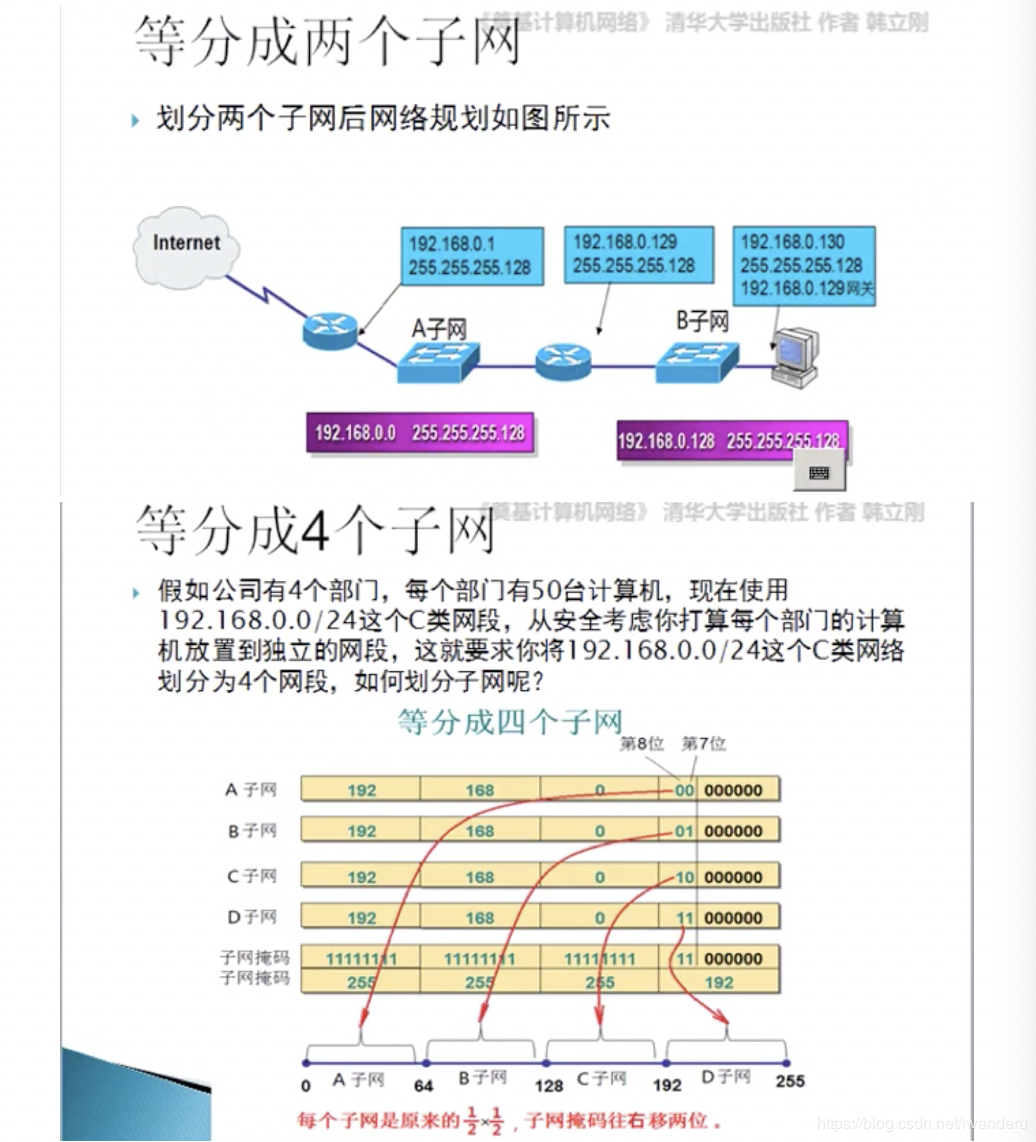 《奠基计算机网络》 清华大学出版社 作者 韩立刚
等分成两个子网
划分两个子网后网络规划如图所示
Internet
192.168.0.1
255.255.255.128
192.168.0.129
255.255.255.128
192.168.0.130
255.255.255.128
192.168.0.129网关
A子网
B子网
192.168.0.0 255.255.255.128
192.168.0.128 255.255.255.128
《奠基计算机网络》 清华大学出版社 作者 韩立刚
等分成4个子网
假如公司有4个部门，每个部门有50台计算机，现在使用
192.168.0.0/24这个C类网段，从安全考虑你打算每个部门的计算
机放置到独立的网段，这就要求你将192.168.0.0/24这个C类网络
划分为4个网段，如何划分子网呢？
等分成四个子网
第8位 第7位
A 子网 192 168 0 00 000000
B 子网 192 168 0 01 000000
C 子网 192 168 0 10 000000
D 子网 192 168 0 11 000000
子网掩码 11111111 11111111 11111111 11 000000
子网掩码 255 255 255 192
0 A 子网 64 B 子网 128 C 子网 192 D 子网 255
每个子网是原来的1/2×1/2，子网掩码往右移两位。